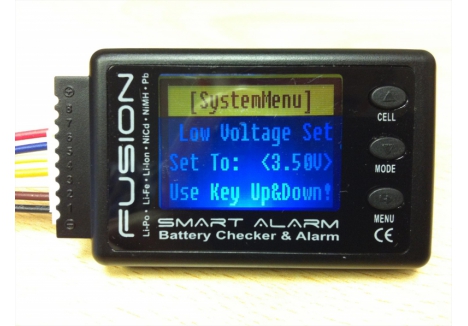 [SystemMenu]
Low Voltage Set
Set To: <3.50V>
Use Key Up&Down!
FUSION
Li-Po • Li-Fe • Li-Ion • NiCd • NiMH • Pb
SMART ALARM
Battery Checker & Alarm
CELL
MODE
MENU
CE